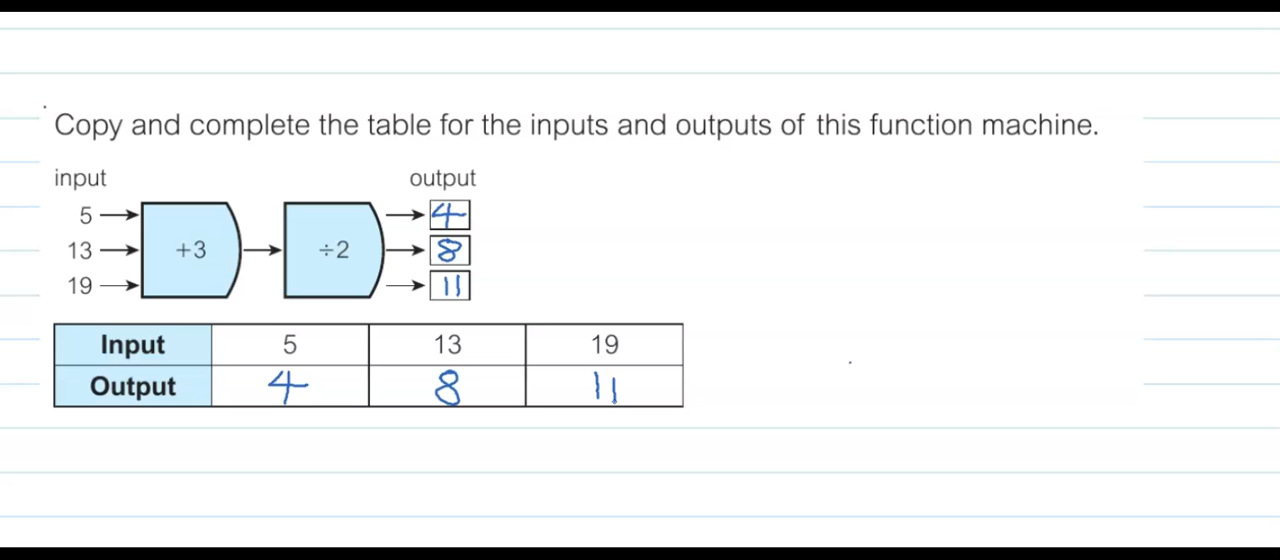 Copy and complete the table for the inputs and outputs of this function machine.
input output
5 4
13 +3 ÷2 8
19 11
Input 5 13 19
Output 4 8 11